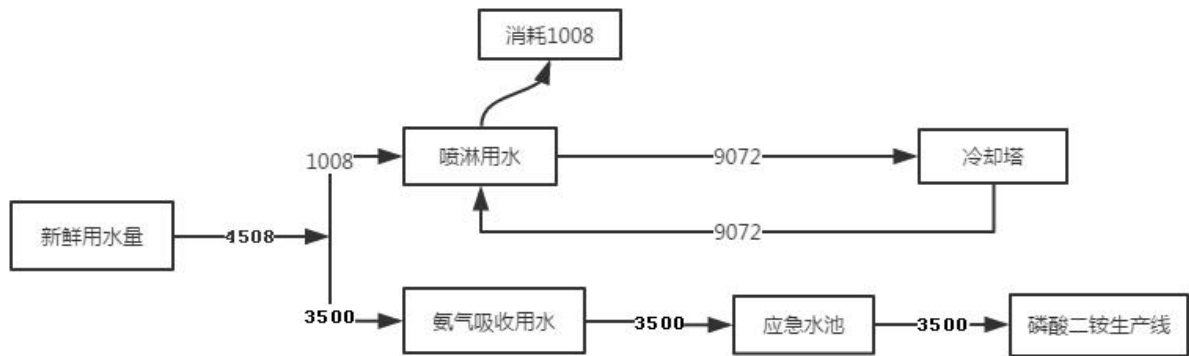 消耗1008
1008
喷淋用水
9072
冷却塔
新鲜用水量
4508
9072
3500
氨气吸收用水
3500
应急水池
3500
磷酸二铵生产线